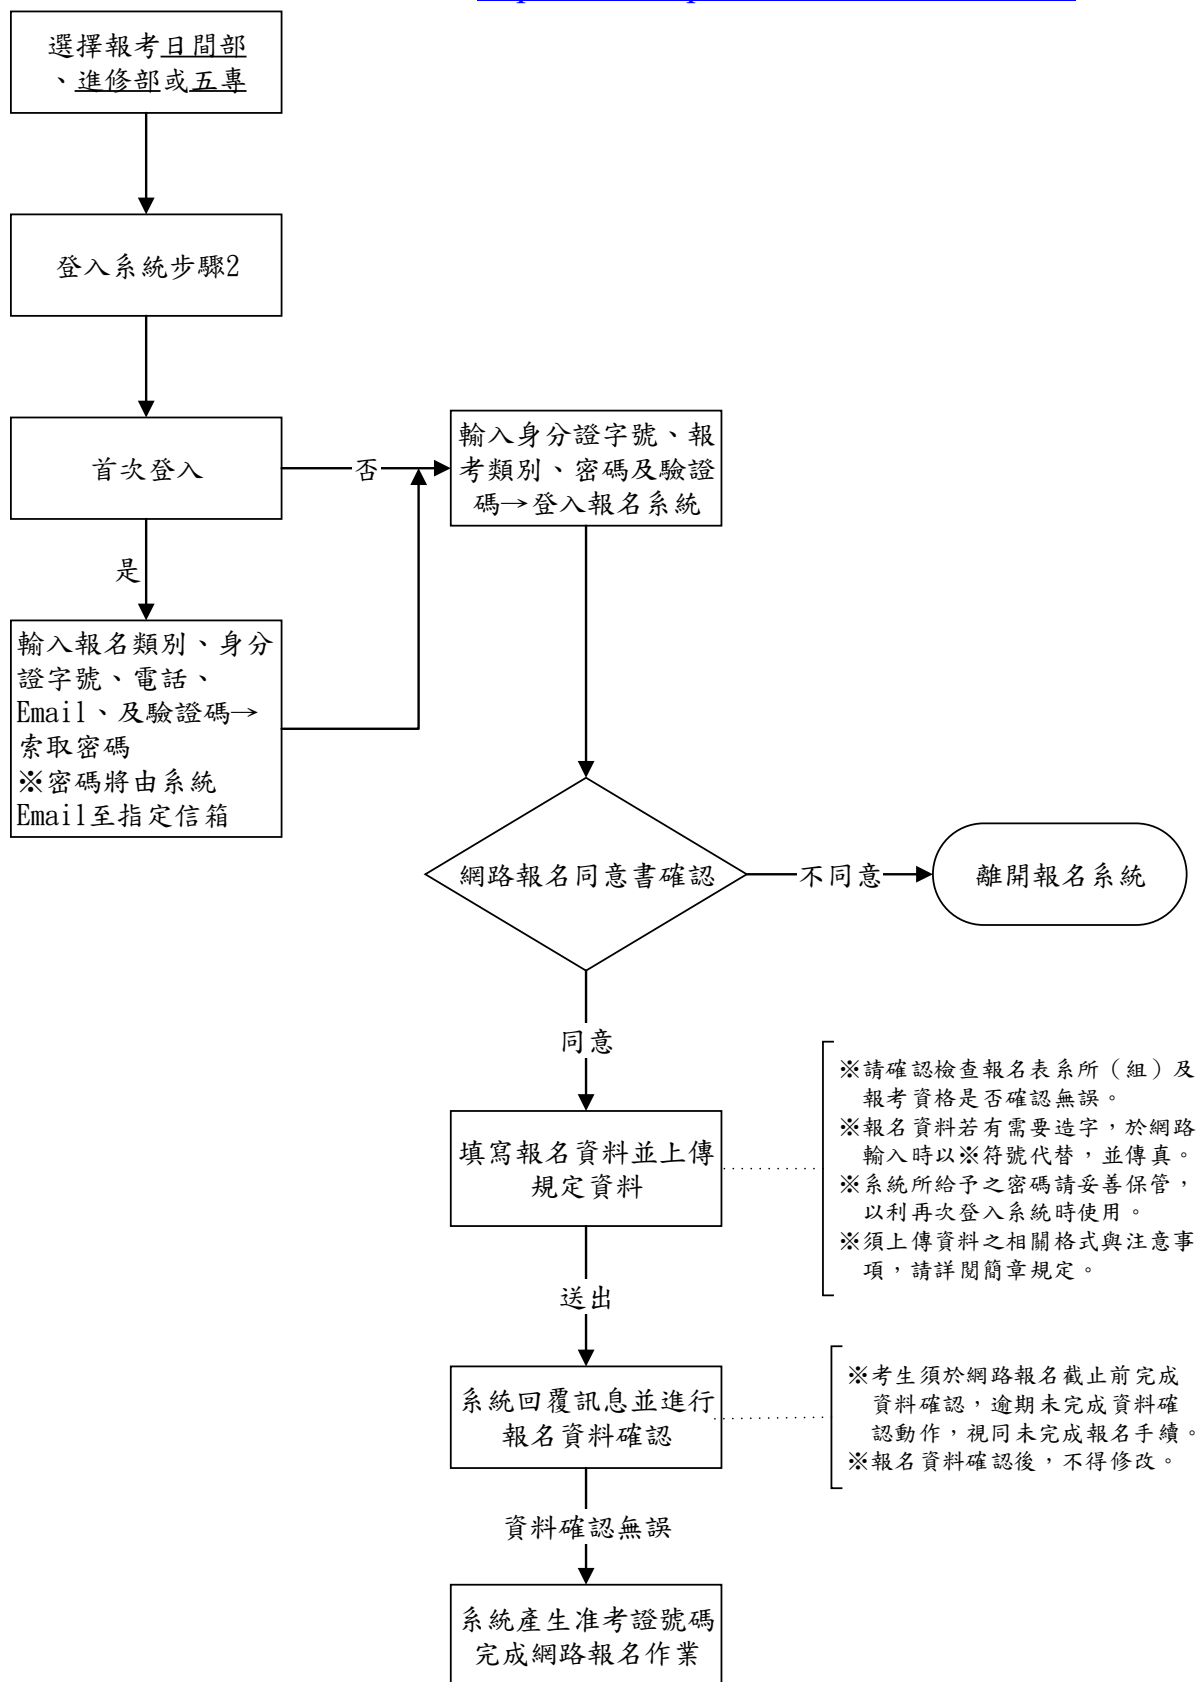 選擇報考日間部
、進修部或五專
登入系統步驟2
首次登入
否
輸入身分證字號、報
考類別、密碼及驗證
碼→登入報名系統
是
輸入報名類別、身分
證字號、電話、
Email、及驗證碼→
索取密碼
※密碼將由系統
Email至指定信箱
網路報名同意書確認
不同意
離開報名系統
同意
填寫報名資料並上傳
規定資料
※請確認檢查報名表系所（組）及
報考資格是否確認無誤。
※報名資料若有需要造字，於網路
輸入時以※符號代替，並傳真。
※系統所給予之密碼請妥善保管，
以利再次登入系統時使用。
※須上傳資料之相關格式與注意事
項，請詳閱簡章規定。
送出
系統回覆訊息並進行
報名資料確認
※考生須於網路報名截止前完成
資料確認，逾期未完成資料確
認動作，視同未完成報名手續。
※報名資料確認後，不得修改。
資料確認無誤
系統產生准考證號碼
完成網路報名作業